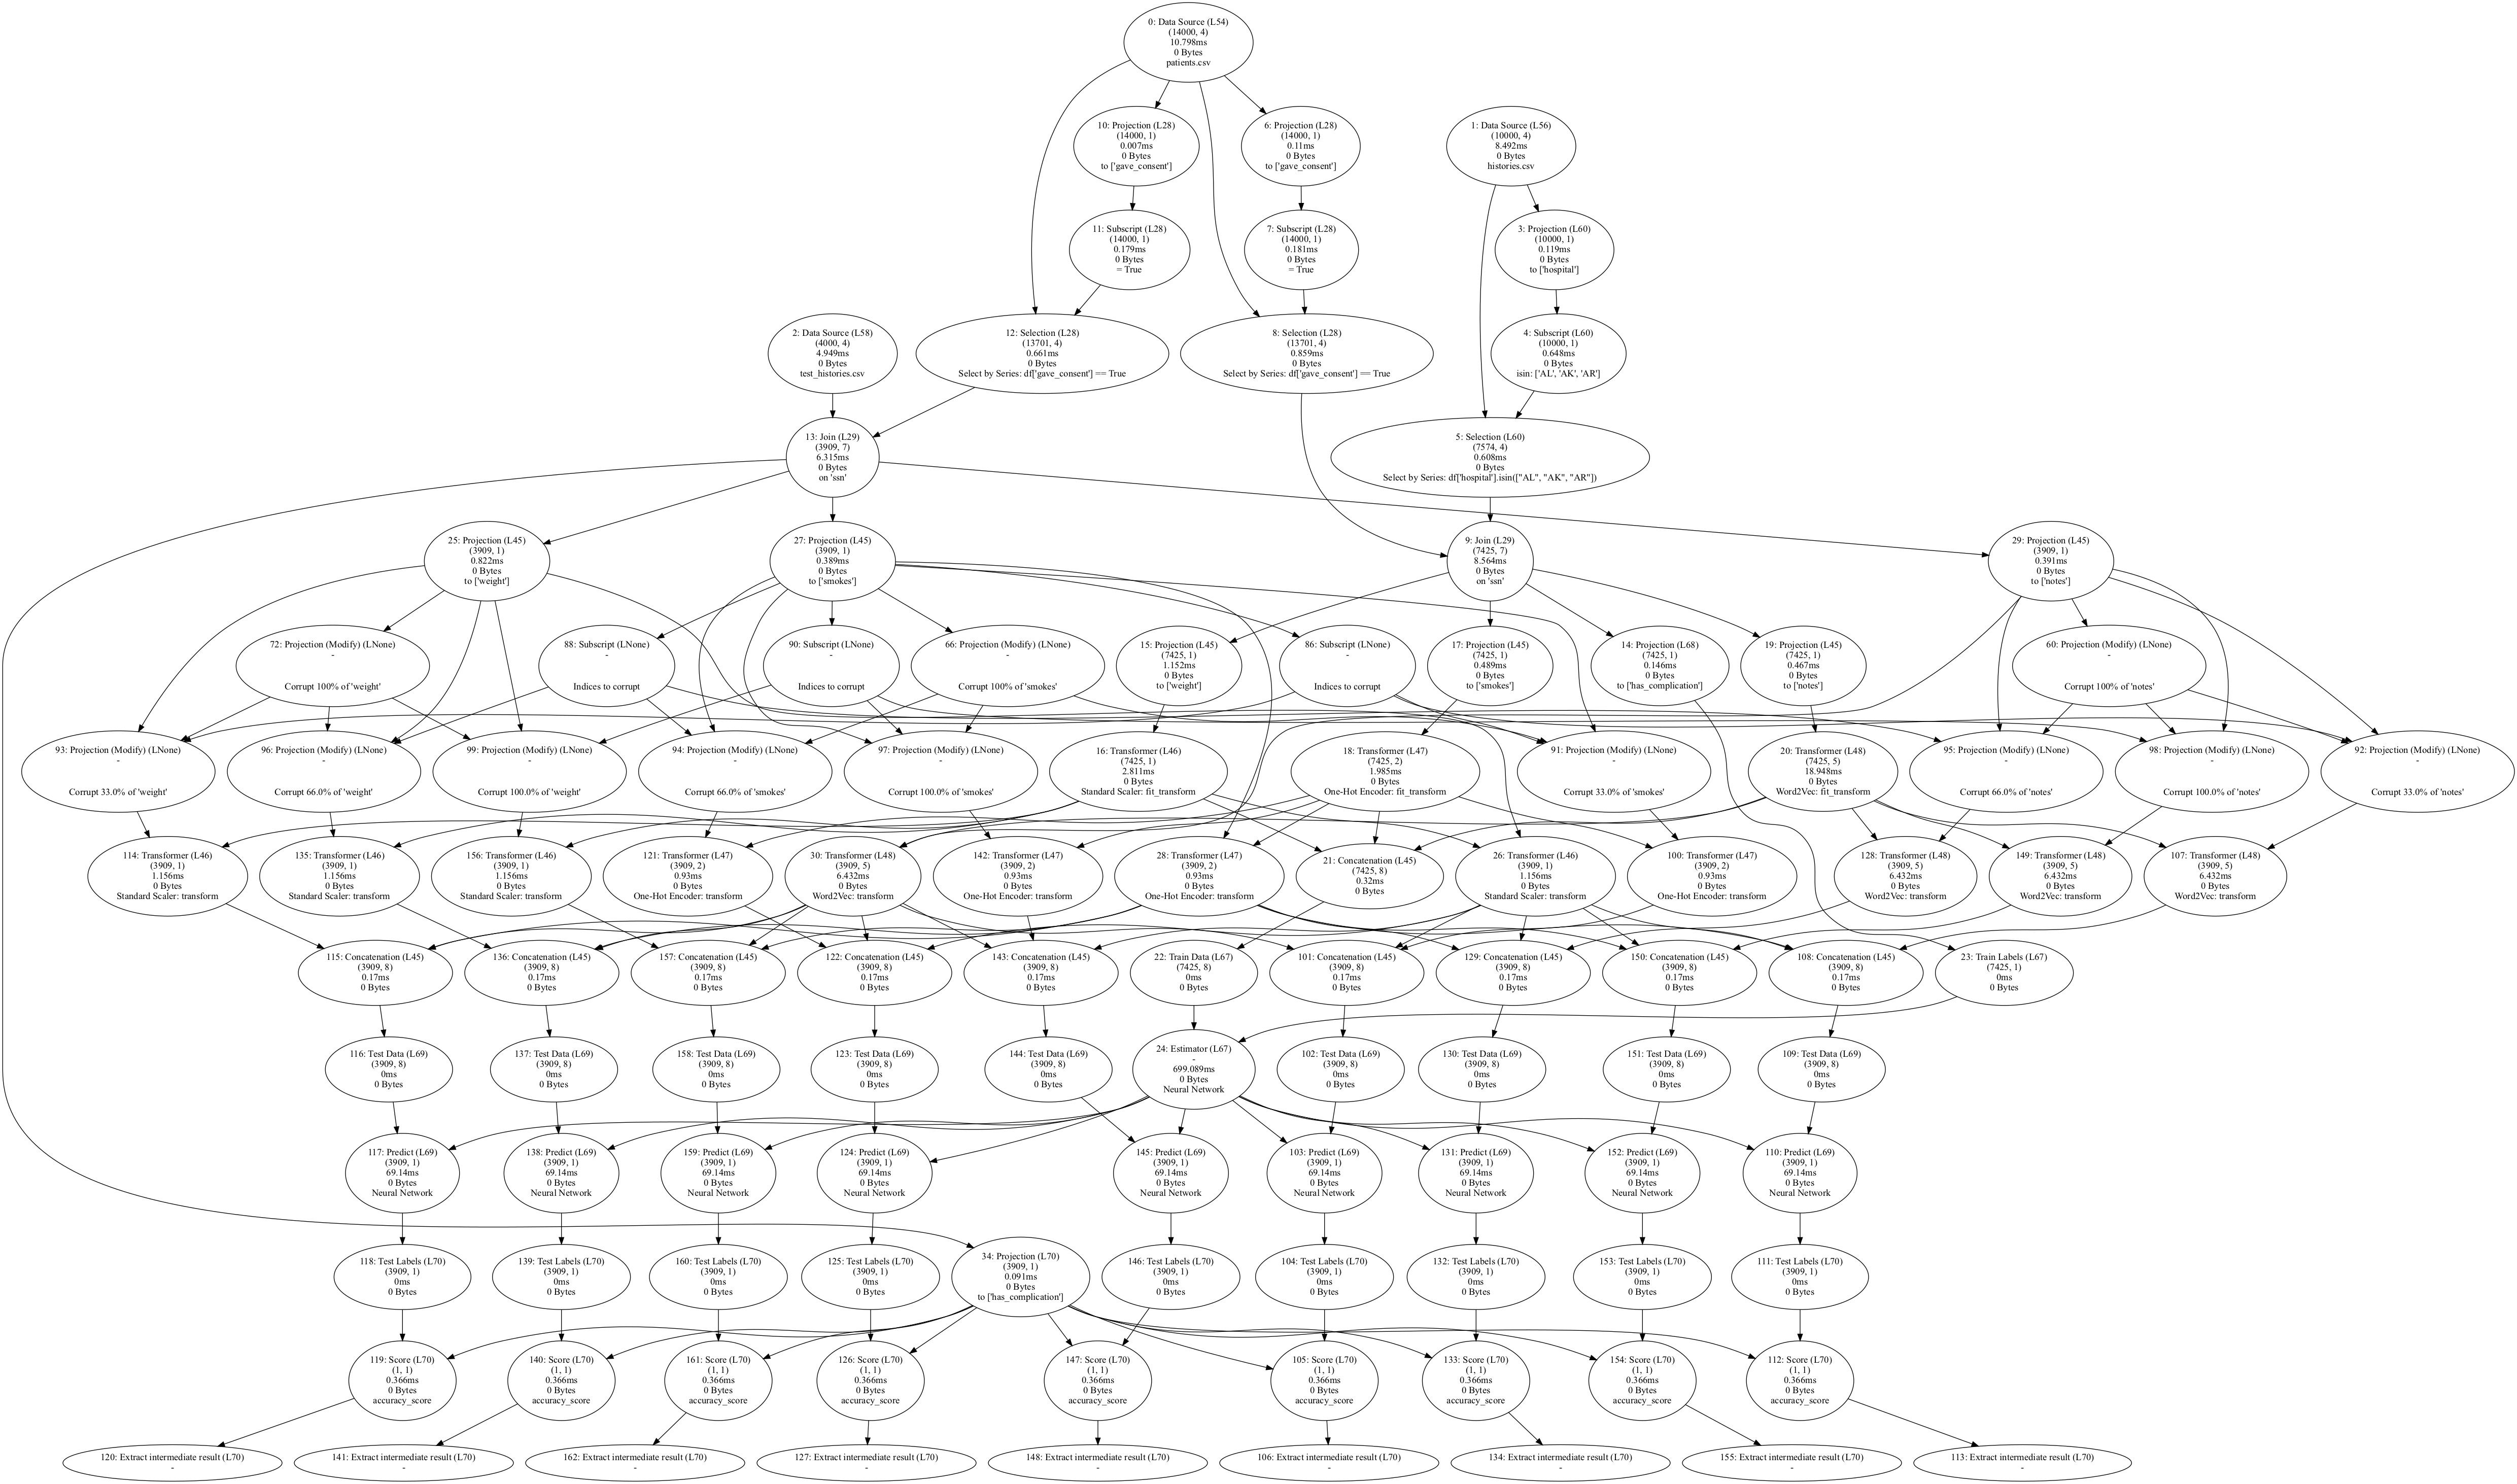 0: Data Source (L54)
(14000, 4)
10.798ms
0 Bytes
patients.csv
10: Projection (L28)
(14000, 1)
0.007ms
0 Bytes
to ['gave_consent']
6: Projection (L28)
(14000, 1)
0.11ms
0 Bytes
to ['gave_consent']
1: Data Source (L56)
(10000, 4)
8.492ms
0 Bytes
histories.csv
11: Subscript (L28)
(14000, 1)
0.179ms
0 Bytes
= True
7: Subscript (L28)
(14000, 1)
0.181ms
0 Bytes
= True
3: Projection (L60)
(10000, 1)
0.119ms
0 Bytes
to ['hospital']
2: Data Source (L58)
(4000, 4)
4.949ms
0 Bytes
test_histories.csv
12: Selection (L28)
(13701, 4)
0.661ms
0 Bytes
Select by Series: df['gave_consent'] == True
8: Selection (L28)
(13701, 4)
0.859ms
0 Bytes
Select by Series: df['gave_consent'] == True
4: Subscript (L60)
(10000, 1)
0.648ms
0 Bytes
isin: ['AL', 'AK', 'AR']
13: Join (L29)
(3909, 7)
6.315ms
0 Bytes
on 'ssn'
5: Selection (L60)
(7574, 4)
0.608ms
0 Bytes
Select by Series: df['hospital'].isin(["AL", "AK", "AR"])
25: Projection (L45)
(3909, 1)
0.822ms
0 Bytes
to ['weight']
27: Projection (L45)
(3909, 1)
0.389ms
0 Bytes
to ['smokes']
9: Join (L29)
(7425, 7)
8.564ms
0 Bytes
on 'ssn'
29: Projection (L45)
(3909, 1)
0.391ms
0 Bytes
to ['notes']
72: Projection (Modify) (LNone)
-
Corrupt 100% of 'weight'
88: Subscript (LNone)
-
Indices to corrupt
90: Subscript (LNone)
-
Indices to corrupt
66: Projection (Modify) (LNone)
-
Corrupt 100% of 'smokes'
15: Projection (L45)
(7425, 1)
1.152ms
0 Bytes
to ['weight']
86: Subscript (LNone)
-
Indices to corrupt
17: Projection (L45)
(7425, 1)
0.489ms
0 Bytes
to ['smokes']
14: Projection (L68)
(7425, 1)
0.146ms
0 Bytes
to ['has_complication']
19: Projection (L45)
(7425, 1)
0.467ms
0 Bytes
to ['notes']
60: Projection (Modify) (LNone)
-
Corrupt 100% of 'notes'
93: Projection (Modify) (LNone)
-
Corrupt 33.0% of 'weight'
96: Projection (Modify) (LNone)
-
Corrupt 66.0% of 'weight'
99: Projection (Modify) (LNone)
-
Corrupt 100.0% of 'weight'
94: Projection (Modify) (LNone)
-
Corrupt 66.0% of 'smokes'
97: Projection (Modify) (LNone)
-
Corrupt 100.0% of 'smokes'
16: Transformer (L46)
(7425, 1)
2.811ms
0 Bytes
Standard Scaler: fit_transform
18: Transformer (L47)
(7425, 2)
1.985ms
0 Bytes
One-Hot Encoder: fit_transform
91: Projection (Modify) (LNone)
-
Corrupt 33.0% of 'smokes'
20: Transformer (L48)
(7425, 5)
18.948ms
0 Bytes
Word2Vec: fit_transform
95: Projection (Modify) (LNone)
-
Corrupt 66.0% of 'notes'
98: Projection (Modify) (LNone)
-
Corrupt 100.0% of 'notes'
92: Projection (Modify) (LNone)
-
Corrupt 33.0% of 'notes'
114: Transformer (L46)
(3909, 1)
1.156ms
0 Bytes
Standard Scaler: transform
135: Transformer (L46)
(3909, 1)
1.156ms
0 Bytes
Standard Scaler: transform
156: Transformer (L46)
(3909, 1)
1.156ms
0 Bytes
Standard Scaler: transform
121: Transformer (L47)
(3909, 2)
0.93ms
0 Bytes
One-Hot Encoder: transform
30: Transformer (L48)
(3909, 5)
6.432ms
0 Bytes
Word2Vec: transform
142: Transformer (L47)
(3909, 2)
0.93ms
0 Bytes
One-Hot Encoder: transform
28: Transformer (L47)
(3909, 2)
0.93ms
0 Bytes
One-Hot Encoder: transform
21: Concatenation (L45)
(7425, 8)
0.32ms
0 Bytes
26: Transformer (L46)
(3909, 1)
1.156ms
0 Bytes
Standard Scaler: transform
100: Transformer (L47)
(3909, 2)
0.93ms
0 Bytes
One-Hot Encoder: transform
128: Transformer (L48)
(3909, 5)
6.432ms
0 Bytes
Word2Vec: transform
149: Transformer (L48)
(3909, 5)
6.432ms
0 Bytes
Word2Vec: transform
107: Transformer (L48)
(3909, 5)
6.432ms
0 Bytes
Word2Vec: transform
115: Concatenation (L45)
(3909, 8)
0.17ms
0 Bytes
136: Concatenation (L45)
(3909, 8)
0.17ms
0 Bytes
157: Concatenation (L45)
(3909, 8)
0.17ms
0 Bytes
122: Concatenation (L45)
(3909, 8)
0.17ms
0 Bytes
143: Concatenation (L45)
(3909, 8)
0.17ms
0 Bytes
22: Train Data (L67)
(7425, 8)
0ms
0 Bytes
101: Concatenation (L45)
(3909, 8)
0.17ms
0 Bytes
129: Concatenation (L45)
(3909, 8)
0.17ms
0 Bytes
150: Concatenation (L45)
(3909, 8)
0.17ms
0 Bytes
108: Concatenation (L45)
(3909, 8)
0.17ms
0 Bytes
23: Train Labels (L67)
(7425, 1)
0ms
0 Bytes
116: Test Data (L69)
(3909, 8)
0ms
0 Bytes
137: Test Data (L69)
(3909, 8)
0ms
0 Bytes
158: Test Data (L69)
(3909, 8)
0ms
0 Bytes
123: Test Data (L69)
(3909, 8)
0ms
0 Bytes
144: Test Data (L69)
(3909, 8)
0ms
0 Bytes
24: Estimator (L67)
-
699.089ms
0 Bytes
Neural Network
102: Test Data (L69)
(3909, 8)
0ms
0 Bytes
130: Test Data (L69)
(3909, 8)
0ms
0 Bytes
151: Test Data (L69)
(3909, 8)
0ms
0 Bytes
109: Test Data (L69)
(3909, 8)
0ms
0 Bytes
117: Predict (L69)
(3909, 1)
69.14ms
0 Bytes
Neural Network
138: Predict (L69)
(3909, 1)
69.14ms
0 Bytes
Neural Network
159: Predict (L69)
(3909, 1)
69.14ms
0 Bytes
Neural Network
124: Predict (L69)
(3909, 1)
69.14ms
0 Bytes
Neural Network
145: Predict (L69)
(3909, 1)
69.14ms
0 Bytes
Neural Network
103: Predict (L69)
(3909, 1)
69.14ms
0 Bytes
Neural Network
131: Predict (L69)
(3909, 1)
69.14ms
0 Bytes
Neural Network
152: Predict (L69)
(3909, 1)
69.14ms
0 Bytes
Neural Network
110: Predict (L69)
(3909, 1)
69.14ms
0 Bytes
Neural Network
118: Test Labels (L70)
(3909, 1)
0ms
0 Bytes
139: Test Labels (L70)
(3909, 1)
0ms
0 Bytes
160: Test Labels (L70)
(3909, 1)
0ms
0 Bytes
125: Test Labels (L70)
(3909, 1)
0ms
0 Bytes
34: Projection (L70)
(3909, 1)
0.091ms
0 Bytes
to ['has_complication']
146: Test Labels (L70)
(3909, 1)
0ms
0 Bytes
104: Test Labels (L70)
(3909, 1)
0ms
0 Bytes
132: Test Labels (L70)
(3909, 1)
0ms
0 Bytes
153: Test Labels (L70)
(3909, 1)
0ms
0 Bytes
111: Test Labels (L70)
(3909, 1)
0ms
0 Bytes
119: Score (L70)
(1, 1)
0.366ms
0 Bytes
accuracy_score
140: Score (L70)
(1, 1)
0.366ms
0 Bytes
accuracy_score
161: Score (L70)
(1, 1)
0.366ms
0 Bytes
accuracy_score
126: Score (L70)
(1, 1)
0.366ms
0 Bytes
accuracy_score
147: Score (L70)
(1, 1)
0.366ms
0 Bytes
accuracy_score
105: Score (L70)
(1, 1)
0.366ms
0 Bytes
accuracy_score
133: Score (L70)
(1, 1)
0.366ms
0 Bytes
accuracy_score
154: Score (L70)
(1, 1)
0.366ms
0 Bytes
accuracy_score
112: Score (L70)
(1, 1)
0.366ms
0 Bytes
accuracy_score
120: Extract intermediate result (L70)
-
141: Extract intermediate result (L70)
-
162: Extract intermediate result (L70)
-
127: Extract intermediate result (L70)
-
148: Extract intermediate result (L70)
-
106: Extract intermediate result (L70)
-
134: Extract intermediate result (L70)
-
155: Extract intermediate result (L70)
-
113: Extract intermediate result (L70)
-